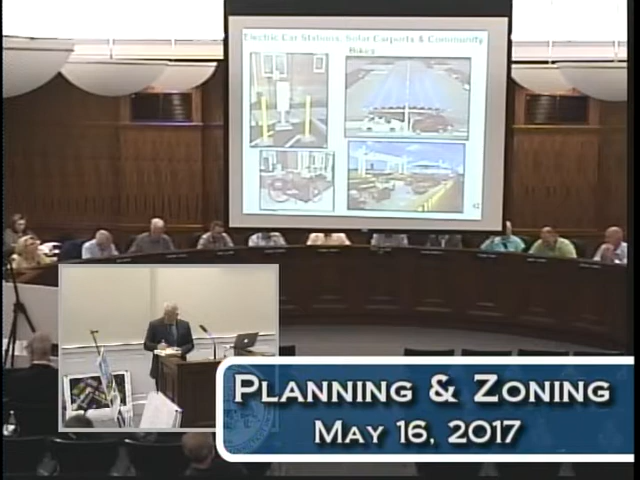 Electric Car Stations, Solar Carports & Community
Bikes
PLANNING & ZONING
MAY 16, 2017